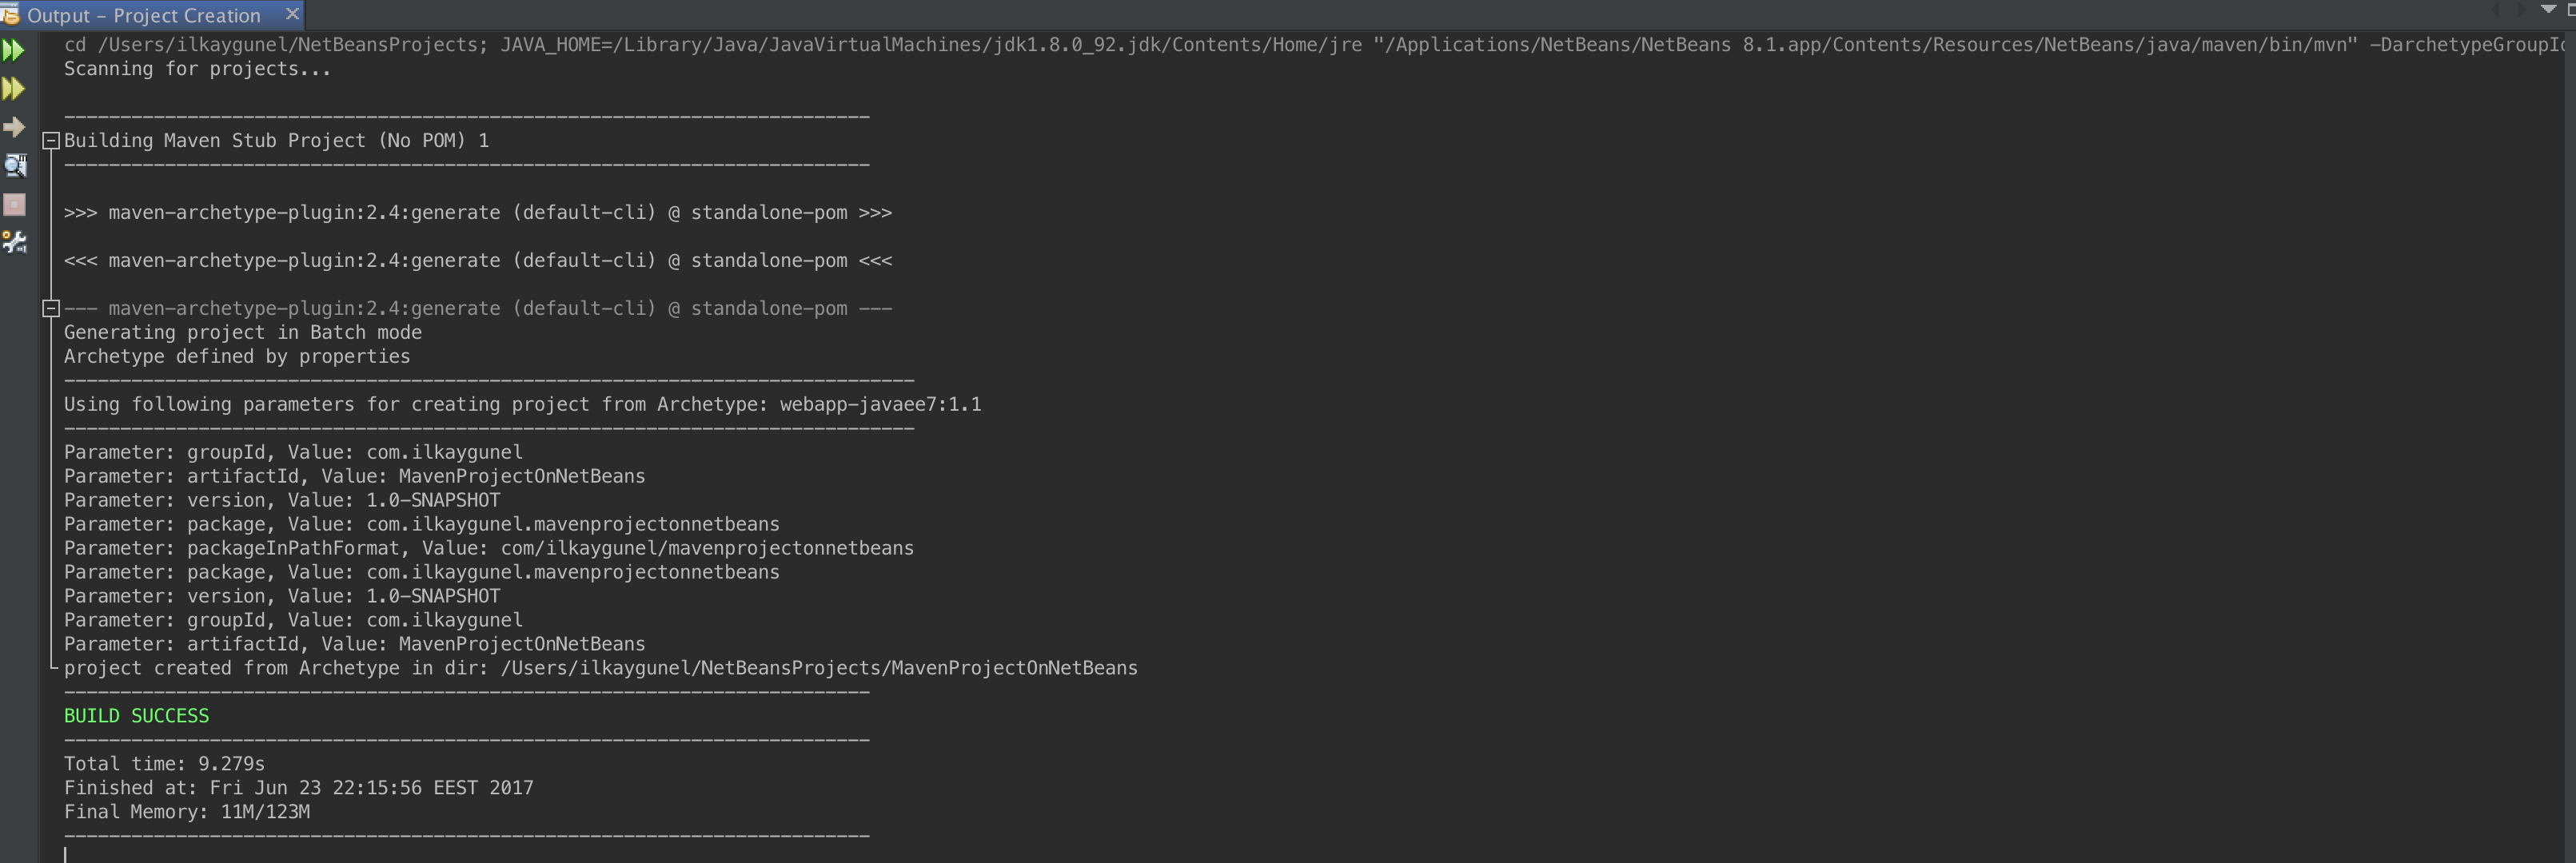 Output - Project Creation
cd /Users/ilkaygunel/NetBeansProjects; JAVA_HOME=/Library/Java/JavaVirtualMachines/jdk1.8.0_92.jdk/Contents/Home/jre "/Applications/NetBeans/NetBeans 8.1.app/Contents/Resources/NetBeans/java/maven/bin/mvn" -DarchetypeGroupId
Scanning for projects...
------------------------------------------------------------------------
Building Maven Stub Project (No POM) 1
------------------------------------------------------------------------
>>> maven-archetype-plugin:2.4:generate (default-cli) @ standalone-pom >>>
<<< maven-archetype-plugin:2.4:generate (default-cli) @ standalone-pom <<<
--- maven-archetype-plugin:2.4:generate (default-cli) @ standalone-pom ---
Generating project in Batch mode
Archetype defined by properties
----------------------------------------------------------------------------
Using following parameters for creating project from Archetype: webapp-javaee7:1.1
----------------------------------------------------------------------------
Parameter: groupId, Value: com.ilkaygunel
Parameter: artifactId, Value: MavenProjectOnNetBeans
Parameter: version, Value: 1.0-SNAPSHOT
Parameter: package, Value: com.ilkaygunel.mavenprojectonnetbeans
Parameter: packageInPathFormat, Value: com/ilkaygunel/mavenprojectonnetbeans
Parameter: package, Value: com.ilkaygunel.mavenprojectonnetbeans
Parameter: version, Value: 1.0-SNAPSHOT
Parameter: groupId, Value: com.ilkaygunel
Parameter: artifactId, Value: MavenProjectOnNetBeans
project created from Archetype in dir: /Users/ilkaygunel/NetBeansProjects/MavenProjectOnNetBeans
------------------------------------------------------------------------
BUILD SUCCESS
------------------------------------------------------------------------
Total time: 9.279s
Finished at: Fri Jun 23 22:15:56 EEST 2017
Final Memory: 11M/123M
------------------------------------------------------------------------